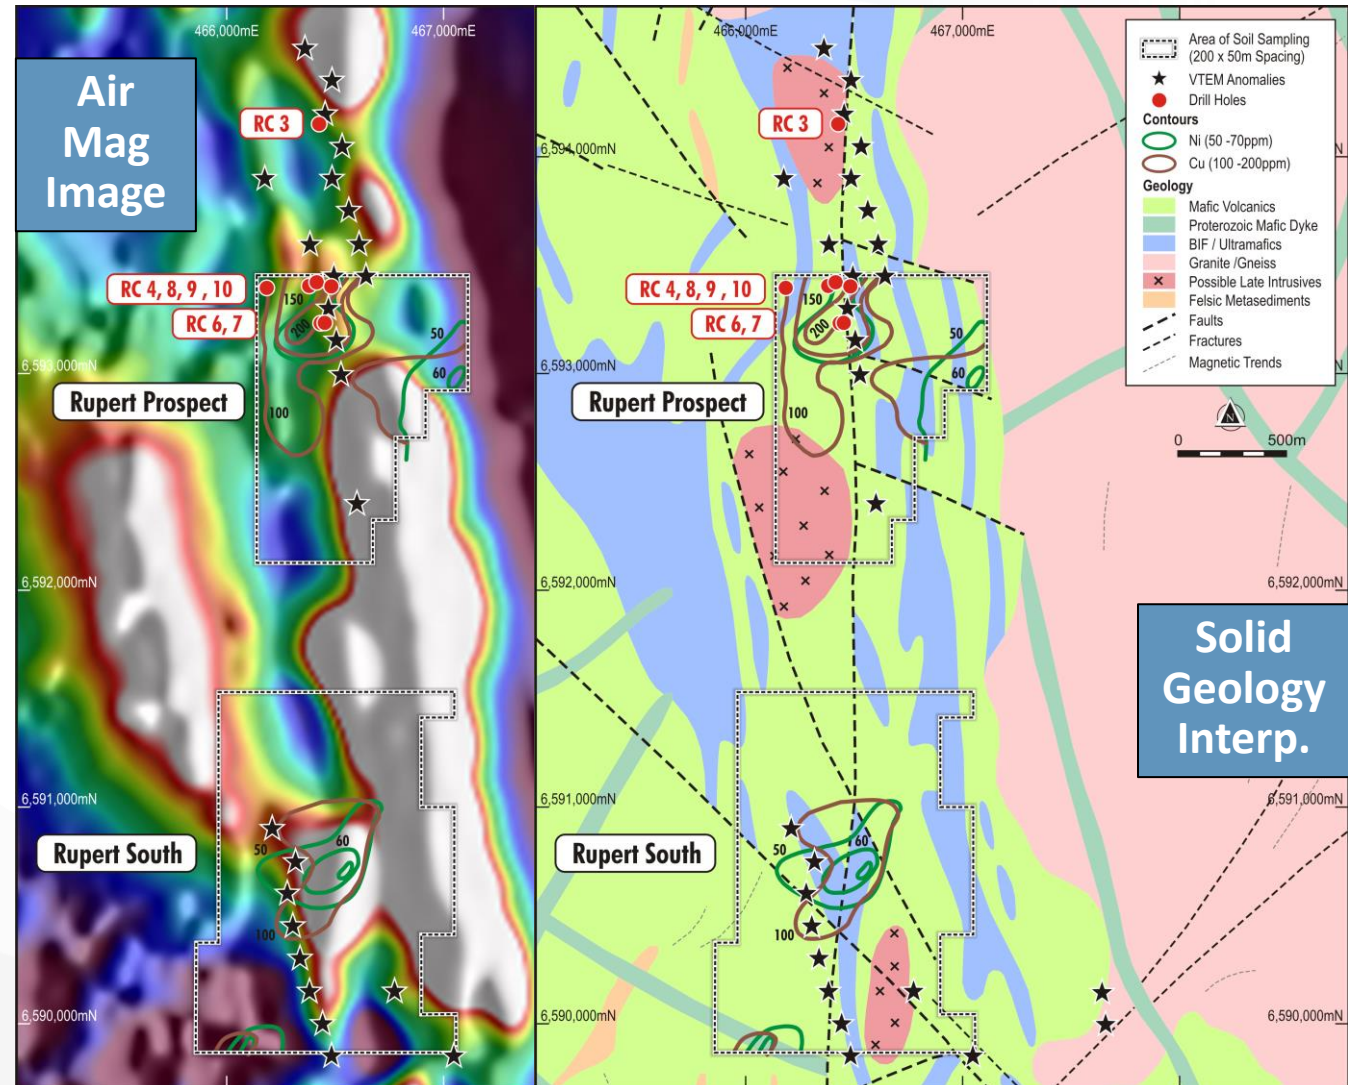 466,000mE
467,000mE
Air
Mag
Image
RC 3
RC 4, 8, 9 , 10
150
200
RC 6, 7
6,593,000mN
50
60
Rupert Prospect
100
6,592,000mN
6,591,000mN
50
60
Rupert South
100
6,590,000mN
466,000mE
467,000mE
6,594,000mN
RC 3
RC 4, 8, 9 , 10
150
200
RC 6, 7
6,593,000mN
50
60
Rupert Prospect
100
6,592,000mN
6,592,000mN
6,591,000mN
6,591,000mN
50
60
Rupert South
100
6,590,000mN
6,590,000mN
Area of Soil Sampling
(200 x 50m Spacing)
VTEM Anomalies
Drill Holes
Contours
Ni (50 -70ppm)
Cu (100 -200ppm)
Geology
Mafic Volcanics
Proterozoic Mafic Dyke
BIF / Ultramafics
Granite /Gneiss
Possible Late Intrusives
Felsic Metasediments
Faults
Fractures
Magnetic Trends
N
0
500m
Solid
Geology
Interp.